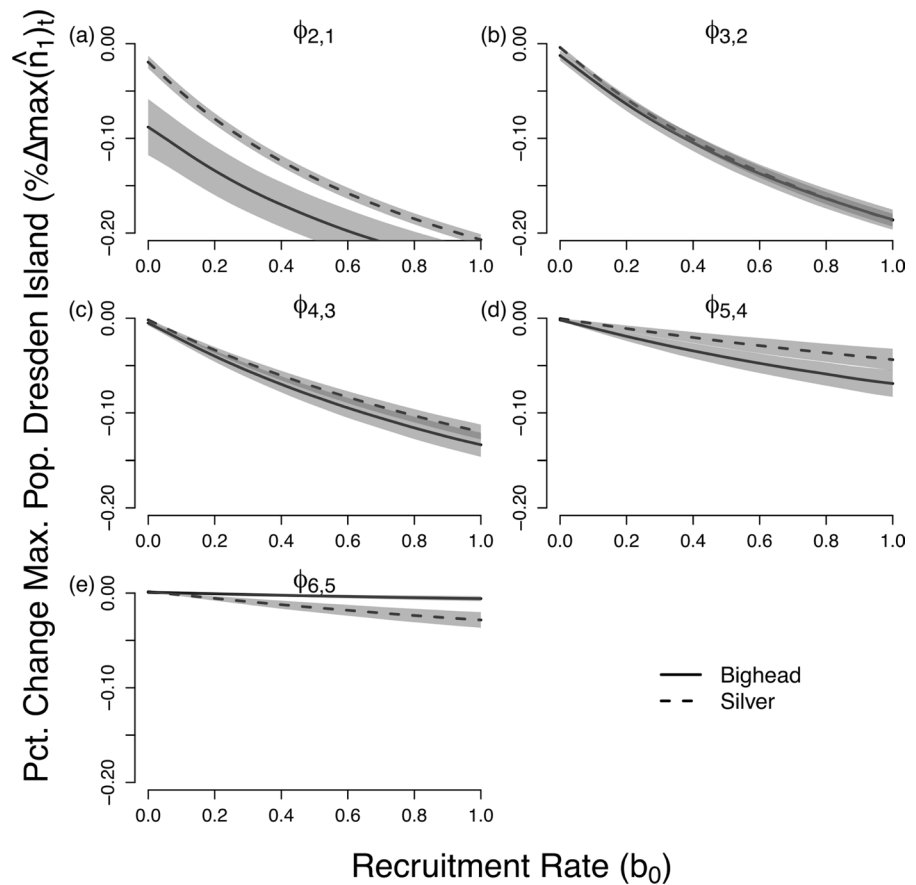 Pct. Change Max. Pop. Dresden Island (%Δmax(n̂₁)ₜ)
(a) ϕ₂,₁
0.00
−0.10
−0.20
0.0 0.2 0.4 0.6 0.8 1.0
(b) ϕ₃,₂
0.00
−0.10
−0.20
0.0 0.2 0.4 0.6 0.8 1.0
(c) ϕ₄,₃
0.00
−0.10
−0.20
0.0 0.2 0.4 0.6 0.8 1.0
(d) ϕ₅,₄
0.00
−0.10
−0.20
0.0 0.2 0.4 0.6 0.8 1.0
(e) ϕ₆,₅
0.00
−0.10
−0.20
0.0 0.2 0.4 0.6 0.8 1.0
Bighead
Silver
Recruitment Rate (b₀)